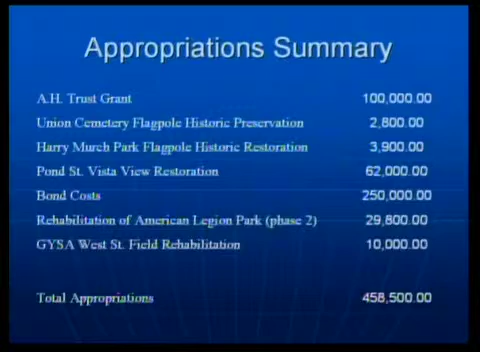 Appropriations Summary
A.H. Trust Grant 100,000.00
Union Cemetery Flagpole Historic Preservation 2,800.00
Harry Murch Park Flagpole Historic Restoration 3,900.00
Pond St. Vista View Restoration 62,000.00
Bond Costs 250,000.00
Rehabilitation of American Legion Park (phase 2) 29,800.00
GYSA West St. Field Rehabilitation 10,000.00
Total Appropriations 458,500.00